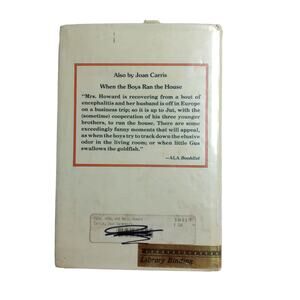 Also by Joan Carris
When the Boys Ran the House
"Mrs. Howard is recovering from a bout of
encephalitis and her husband is off in Europe
on a business trip; so it is up to Jut, with the
(sometime) cooperation of his three younger
brothers, to run the house. There are some
exceedingly funny moments that will appeal,
as when the boys try to track down the elusive
odor in the living room; or when little Gus
swallows the goldfish."
—ALA Booklist
Library Binding